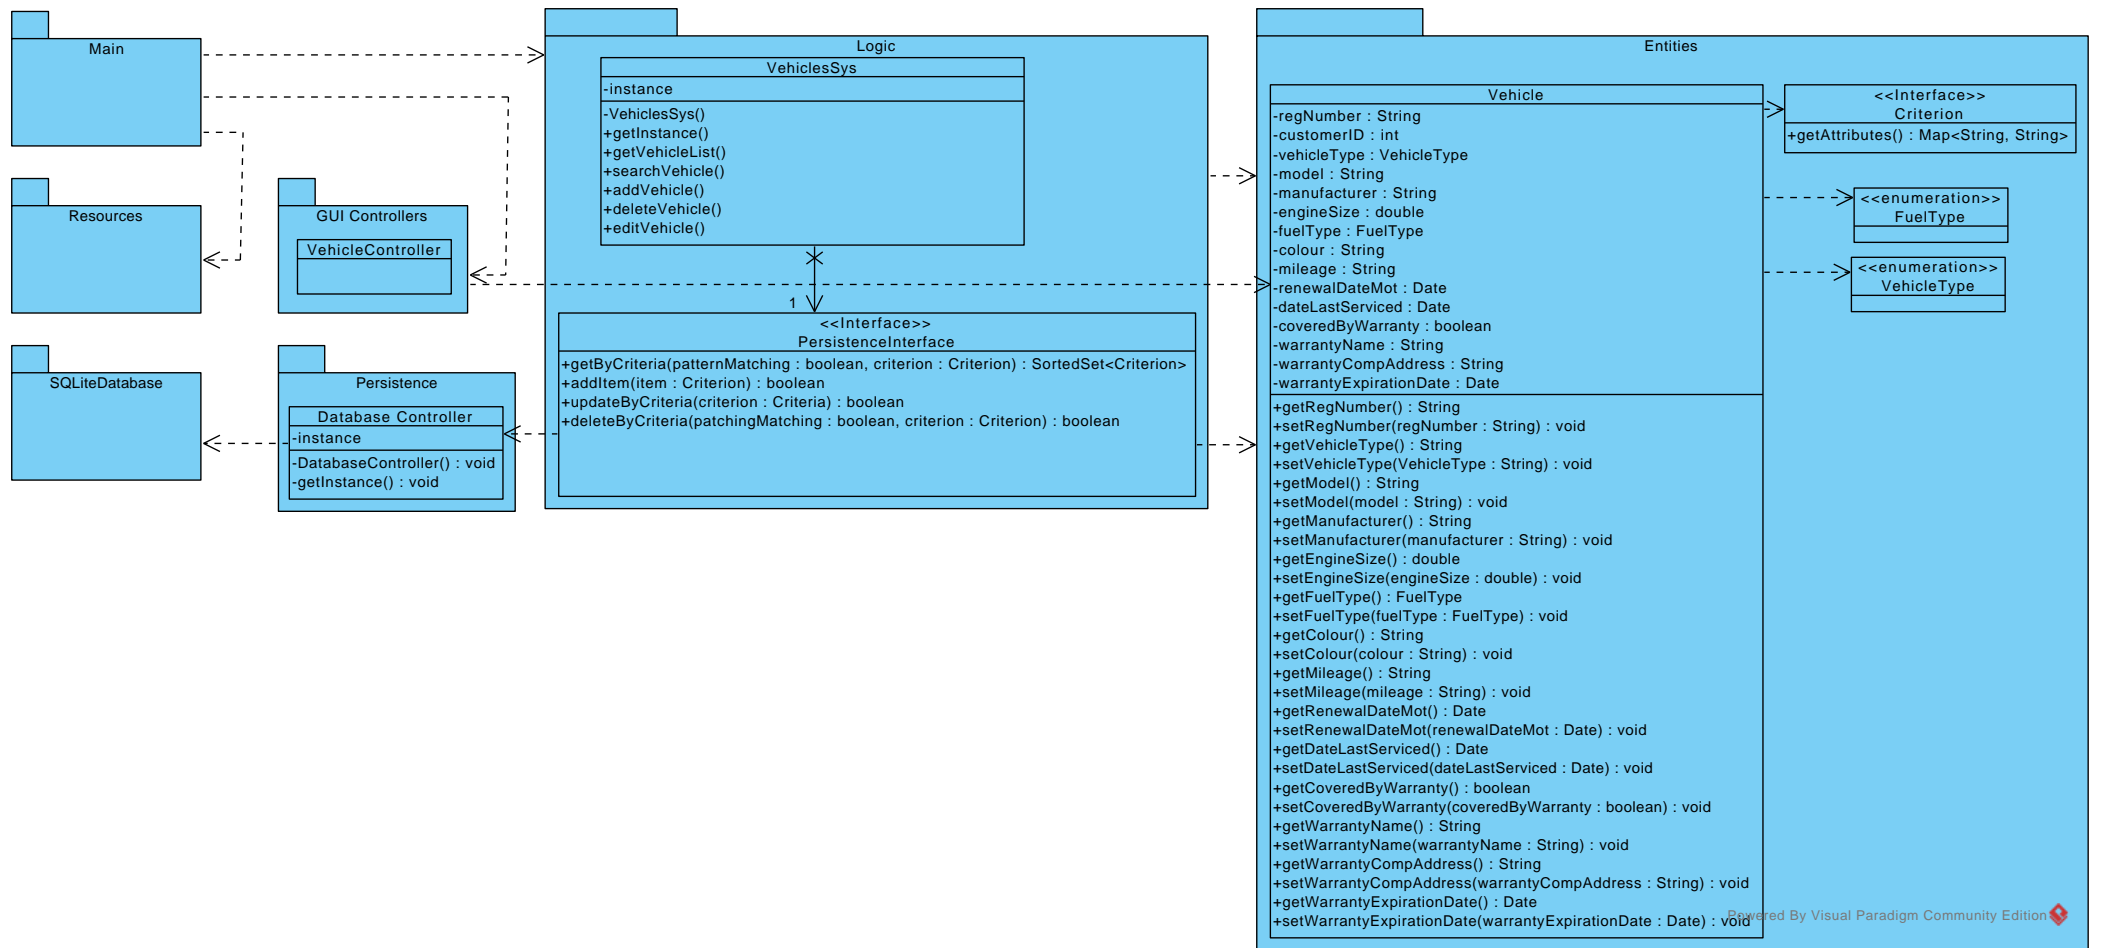 Main
Resources
GUI Controllers
VehicleController
SQLiteDatabase
Persistence
Database Controller
-instance
-DatabaseController() : void
-getInstance() : void
Logic
VehiclesSys
-instance
-VehiclesSys()
+getInstance()
+getVehicleList()
+searchVehicle()
+addVehicle()
+deleteVehicle()
+editVehicle()
1
<<Interface>>
PersistenceInterface
+getByCriteria(patternMatching : boolean, criterion : Criterion) : SortedSet<Criterion>
+addItem(item : Criterion) : boolean
+updateByCriteria(criterion : Criteria) : boolean
+deleteByCriteria(patchingMatching : boolean, criterion : Criterion) : boolean
Entities
Vehicle
-regNumber : String
-customerID : int
-vehicleType : VehicleType
-model : String
-manufacturer : String
-engineSize : double
-fuelType : FuelType
-colour : String
-mileage : String
-renewalDateMot : Date
-dateLastServiced : Date
-coveredByWarranty : boolean
-warrantyName : String
-warrantyCompAddress : String
-warrantyExpirationDate : Date
+getRegNumber() : String
+setRegNumber(regNumber : String) : void
+getVehicleType() : String
+setVehicleType(VehicleType : String) : void
+getModel() : String
+setModel(model : String) : void
+getManufacturer() : String
+setManufacturer(manufacturer : String) : void
+getEngineSize() : double
+setEngineSize(engineSize : double) : void
+getFuelType() : FuelType
+setFuelType(fuelType : FuelType) : void
+getColour() : String
+setColour(colour : String) : void
+getMileage() : String
+setMileage(mileage : String) : void
+getRenewalDateMot() : Date
+setRenewalDateMot(renewalDateMot : Date) : void
+getDateLastServiced() : Date
+setDateLastServiced(dateLastServiced : Date) : void
+getCoveredByWarranty() : boolean
+setCoveredByWarranty(coveredByWarranty : boolean) : void
+getWarrantyName() : String
+setWarrantyName(warrantyName : String) : void
+getWarrantyCompAddress() : String
+setWarrantyCompAddress(warrantyCompAddress : String) : void
+getWarrantyExpirationDate() : Date
+setWarrantyExpirationDate(warrantyExpirationDate : Date) : void
<<Interface>>
Criterion
+getAttributes() : Map<String, String>
<<enumeration>>
FuelType
<<enumeration>>
VehicleType
Powered By Visual Paradigm Community Edition